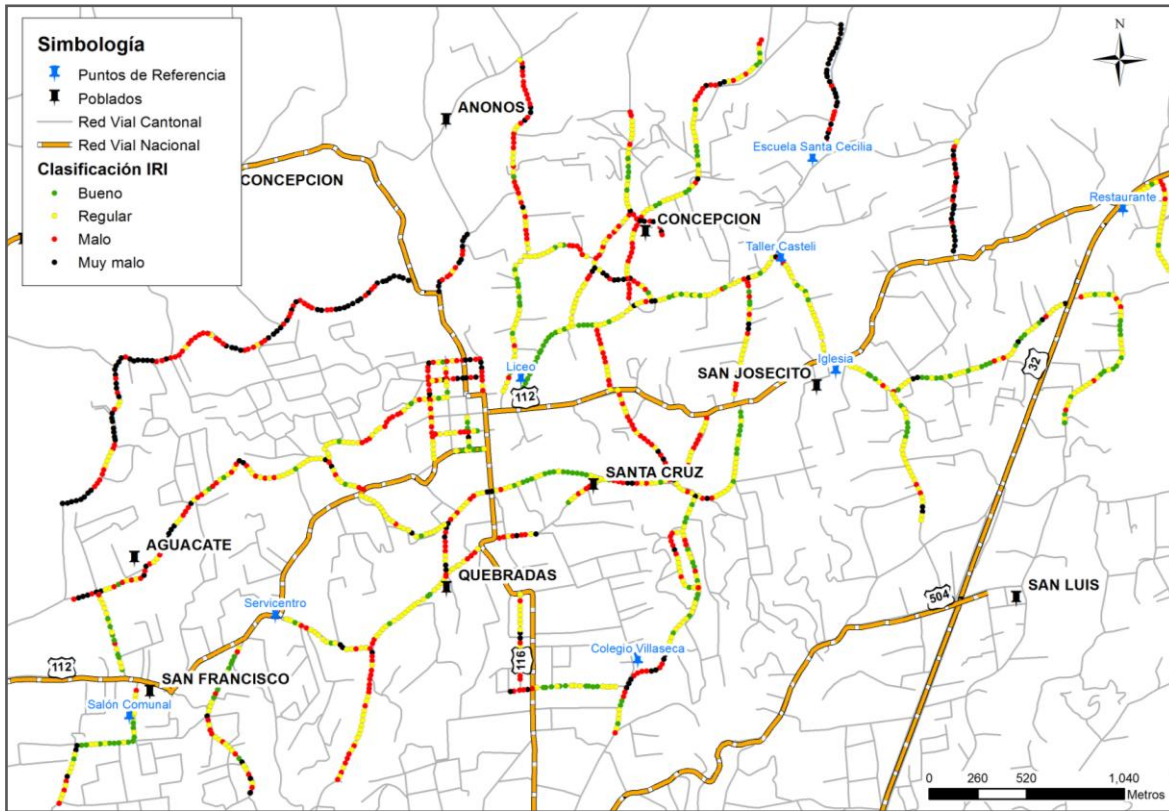 Simbología
Puntos de Referencia
Poblados
Red Vial Cantonal
Red Vial Nacional
Clasificación IRI
Bueno
Regular
Malo
Muy malo
N
ANONOS
Escuela Santa Cecilia
CONCEPCION
Restaurante
CONCEPCION
Taller Casteli
Liceo
Iglesia
32
SAN JOSECITO
112
SANTA CRUZ
AGUACATE
QUEBRADAS
SAN LUIS
504
Servicentro
Colegio Villaseca
116
112
SAN FRANCISCO
Salón Comunal
0 260 520 1,040
Metros